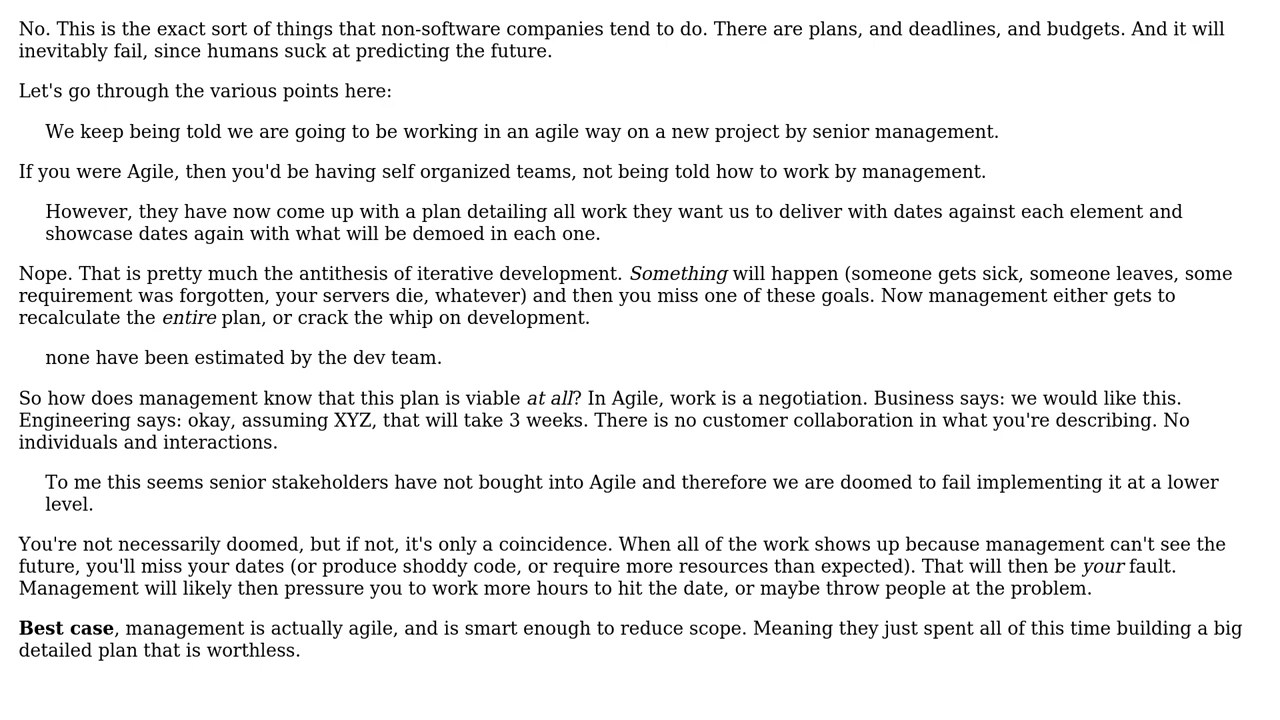 No. This is the exact sort of things that non-software companies tend to do. There are plans, and deadlines, and budgets. And it will
inevitably fail, since humans suck at predicting the future.
Let's go through the various points here:
We keep being told we are going to be working in an agile way on a new project by senior management.
If you were Agile, then you'd be having self organized teams, not being told how to work by management.
However, they have now come up with a plan detailing all work they want us to deliver with dates against each element and
showcase dates again with what will be demoed in each one.
Nope. That is pretty much the antithesis of iterative development. Something will happen (someone gets sick, someone leaves, some
requirement was forgotten, your servers die, whatever) and then you miss one of these goals. Now management either gets to
recalculate the entire plan, or crack the whip on development.
none have been estimated by the dev team.
So how does management know that this plan is viable at all? In Agile, work is a negotiation. Business says: we would like this.
Engineering says: okay, assuming XYZ, that will take 3 weeks. There is no customer collaboration in what you're describing. No
individuals and interactions.
To me this seems senior stakeholders have not bought into Agile and therefore we are doomed to fail implementing it at a lower
level.
You're not necessarily doomed, but if not, it's only a coincidence. When all of the work shows up because management can't see the
future, you'll miss your dates (or produce shoddy code, or require more resources than expected). That will then be your fault.
Management will likely then pressure you to work more hours to hit the date, or maybe throw people at the problem.
Best case, management is actually agile, and is smart enough to reduce scope. Meaning they just spent all of this time building a big
detailed plan that is worthless.